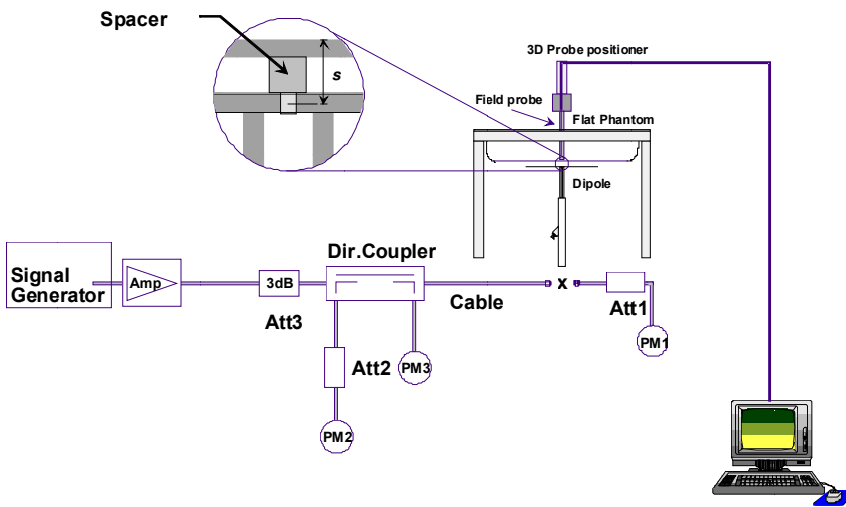 Spacer
s
3D Probe positioner
Field probe
Flat Phantom
Dipole
Dir.Coupler
Signal
Generator
Amp
3dB
Att3
Cable
x
Att1
PM1
Att2
PM3
PM2